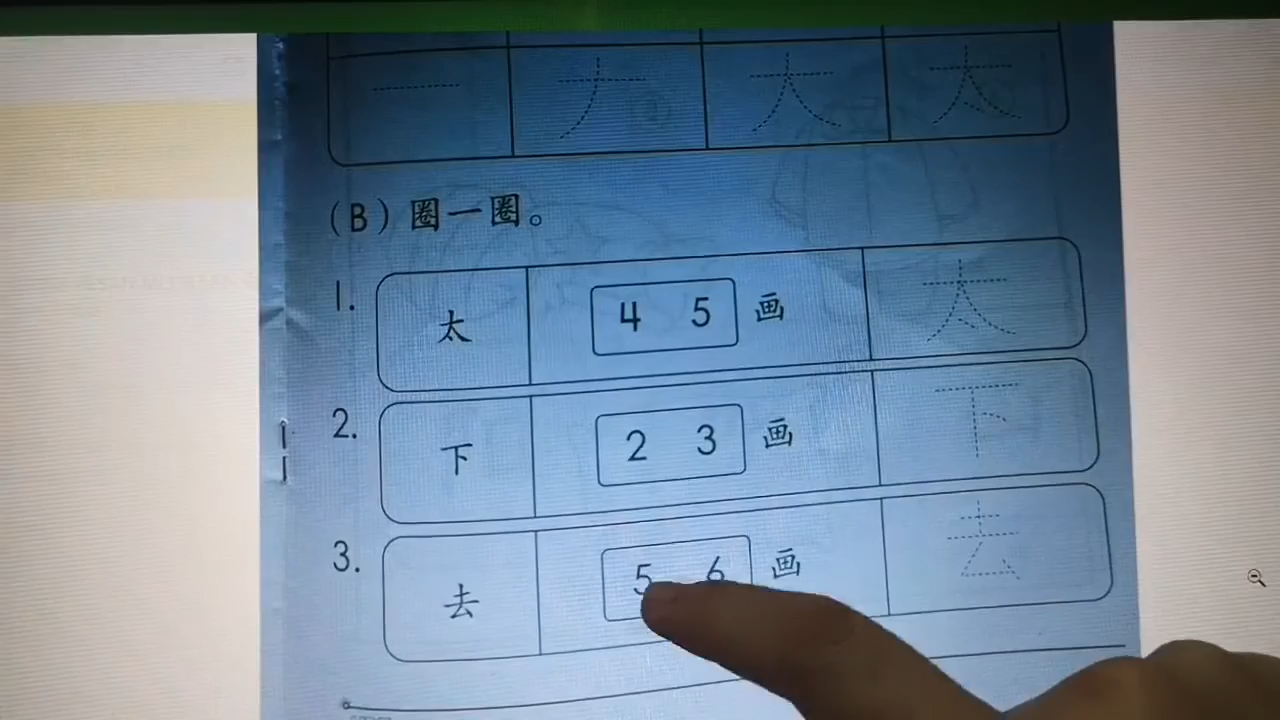 一 ナ 大 太
(B) 圈一圈。
1. 太 4 5 画 太
2. 下 2 3 画 下
3. 去 5 6 画 去